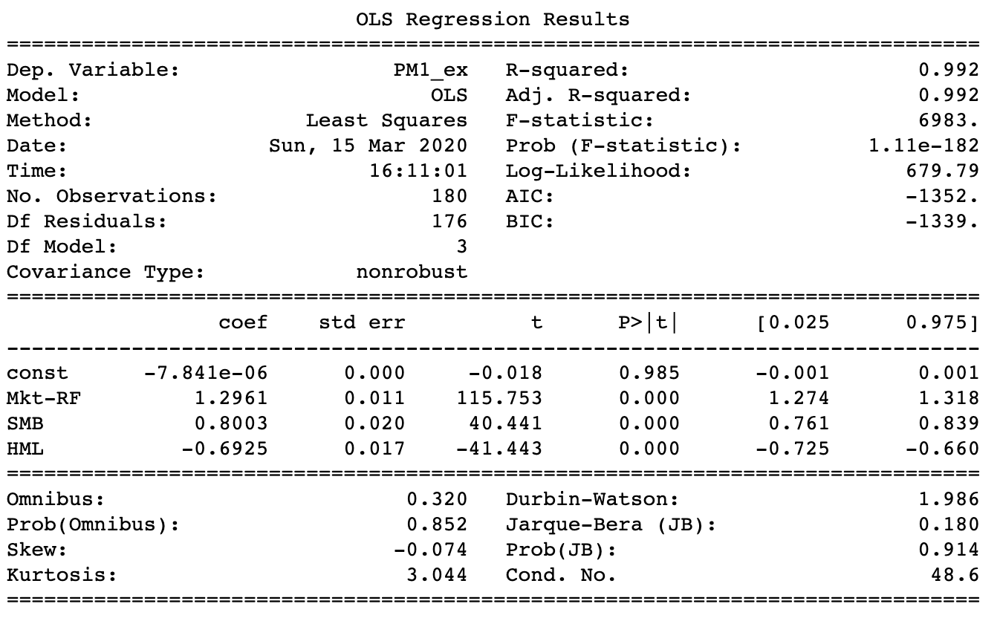 OLS Regression Results
==============================================================================
Dep. Variable:                 PM1_ex   R-squared:                       0.992
Model:                            OLS   Adj. R-squared:                  0.992
Method:                 Least Squares   F-statistic:                     6983.
Date:                Sun, 15 Mar 2020   Prob (F-statistic):          1.11e-182
Time:                        16:11:01   Log-Likelihood:                 679.79
No. Observations:                 180   AIC:                            -1352.
Df Residuals:                     176   BIC:                            -1339.
Df Model:                           3
Covariance Type:            nonrobust
==============================================================================
                 coef    std err          t      P>|t|      [0.025      0.975]
------------------------------------------------------------------------------
const      -7.841e-06      0.000     -0.018      0.985      -0.001       0.001
Mkt-RF         1.2961      0.011    115.753      0.000       1.274       1.318
SMB            0.8003      0.020     40.441      0.000       0.761       0.839
HML           -0.6925      0.017    -41.443      0.000      -0.725      -0.660
==============================================================================
Omnibus:                        0.320   Durbin-Watson:                   1.986
Prob(Omnibus):                  0.852   Jarque-Bera (JB):                0.180
Skew:                          -0.074   Prob(JB):                        0.914
Kurtosis:                       3.044   Cond. No.                         48.6
==============================================================================